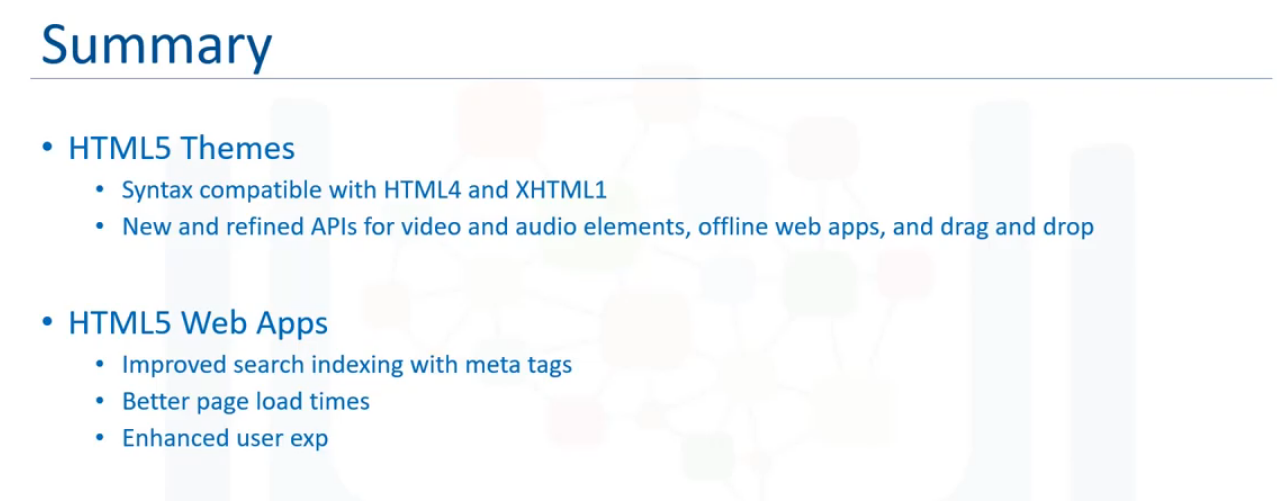 Summary
• HTML5 Themes
• Syntax compatible with HTML4 and XHTML1
• New and refined APIs for video and audio elements, offline web apps, and drag and drop
• HTML5 Web Apps
• Improved search indexing with meta tags
• Better page load times
• Enhanced user exp